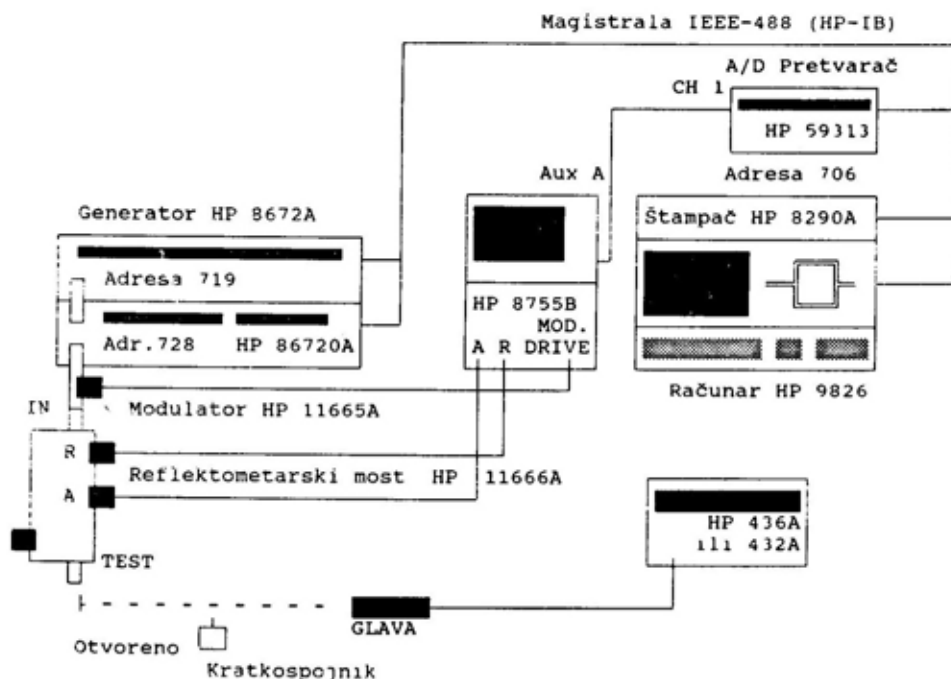 Magistrala IEEE-488 (HP-IB)
A/D Pretvarač
CH 1
HP 59313
Adresa 706
Aux A
Generator HP 8672A
Adresa 719
Adr.728 HP 86720A
HP 8755B
MOD.
A R DRIVE
Štampač HP 8290A
Računar HP 9826
IN
Modulator HP 11665A
R
Reflektometarski most HP 11666A
A
TEST
HP 436A
ili 432A
GLAVA
Otvoreno
Kratkospojnik